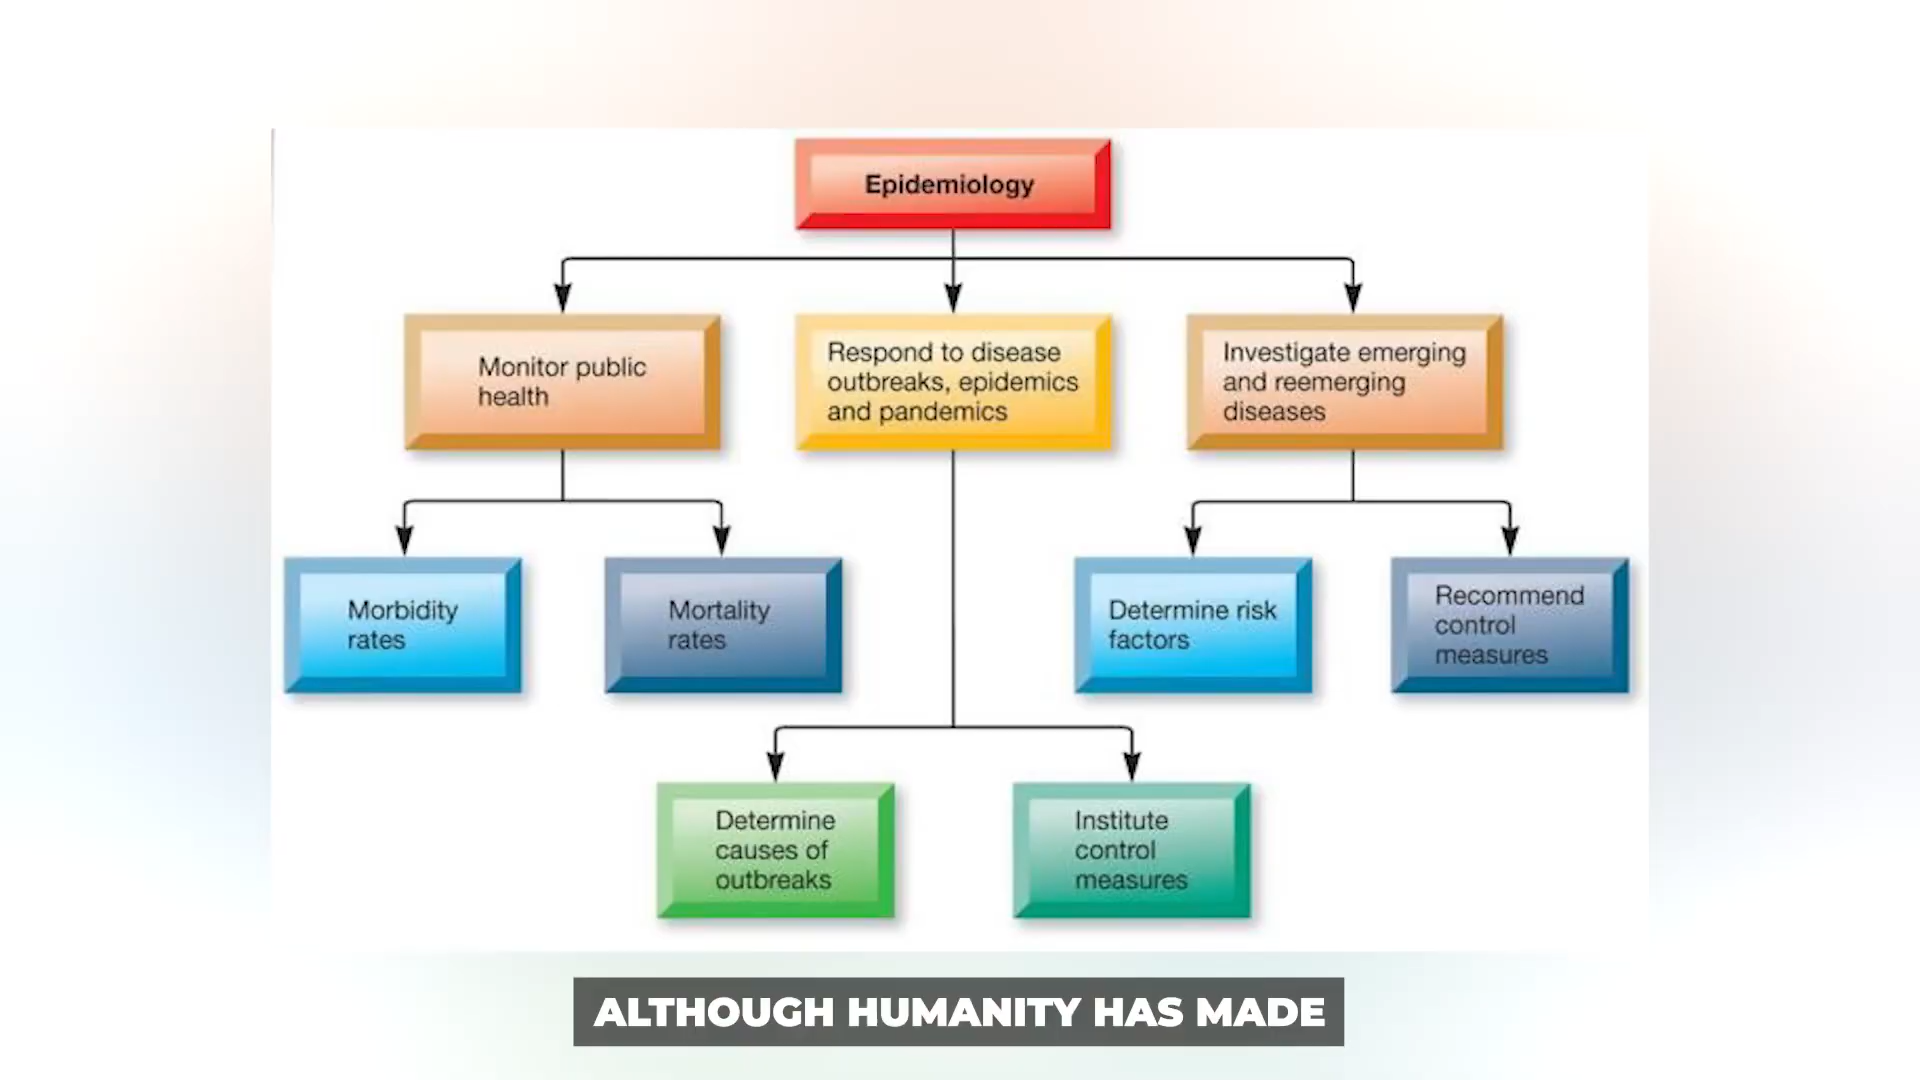 Epidemiology
Monitor public
health
Respond to disease
outbreaks, epidemics
and pandemics
Investigate emerging
and reemerging
diseases
Morbidity
rates
Mortality
rates
Determine risk
factors
Recommend
control
measures
Determine
causes of
outbreaks
Institute
control
measures
ALTHOUGH HUMANITY HAS MADE